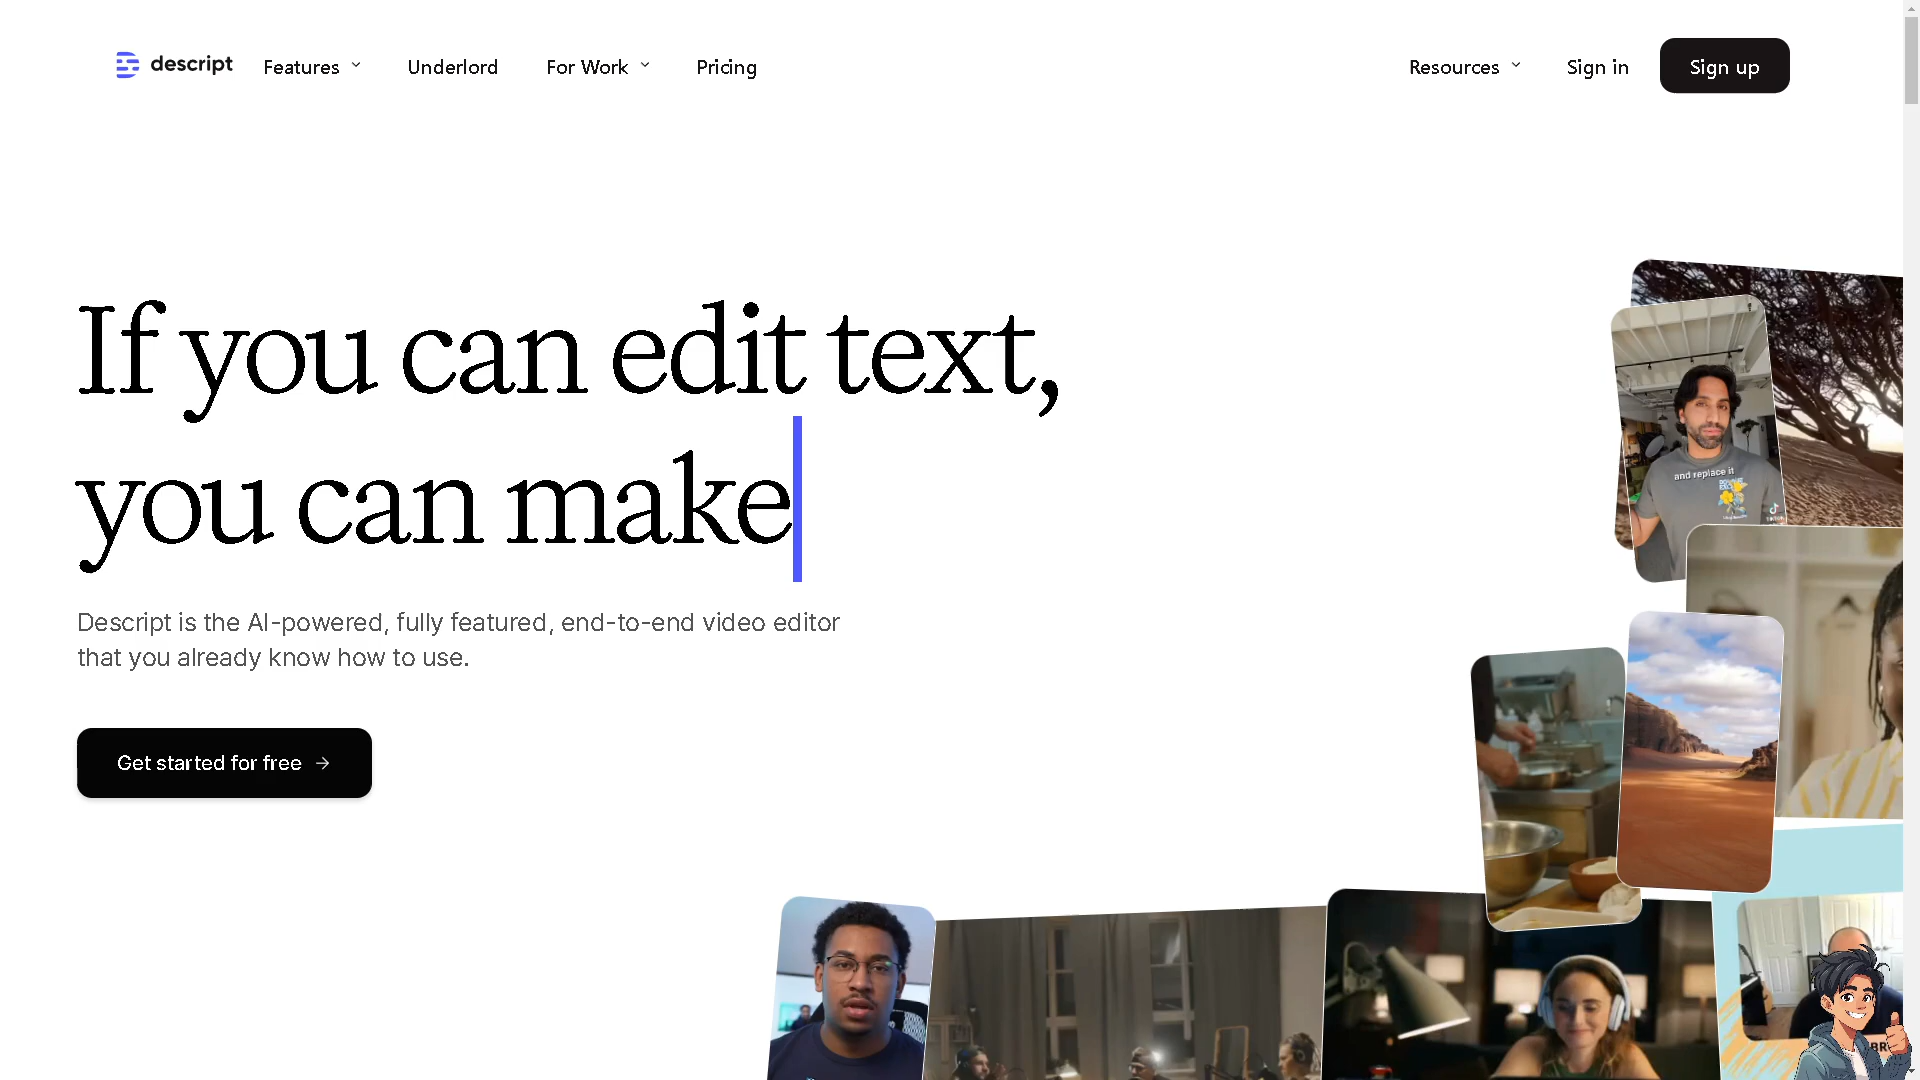 descript
Features
Underlord
For Work
Pricing
Resources
Sign in
Sign up
If you can edit text,
you can make
Descript is the AI-powered, fully featured, end-to-end video editor
that you already know how to use.
Get started for free →
and replace it